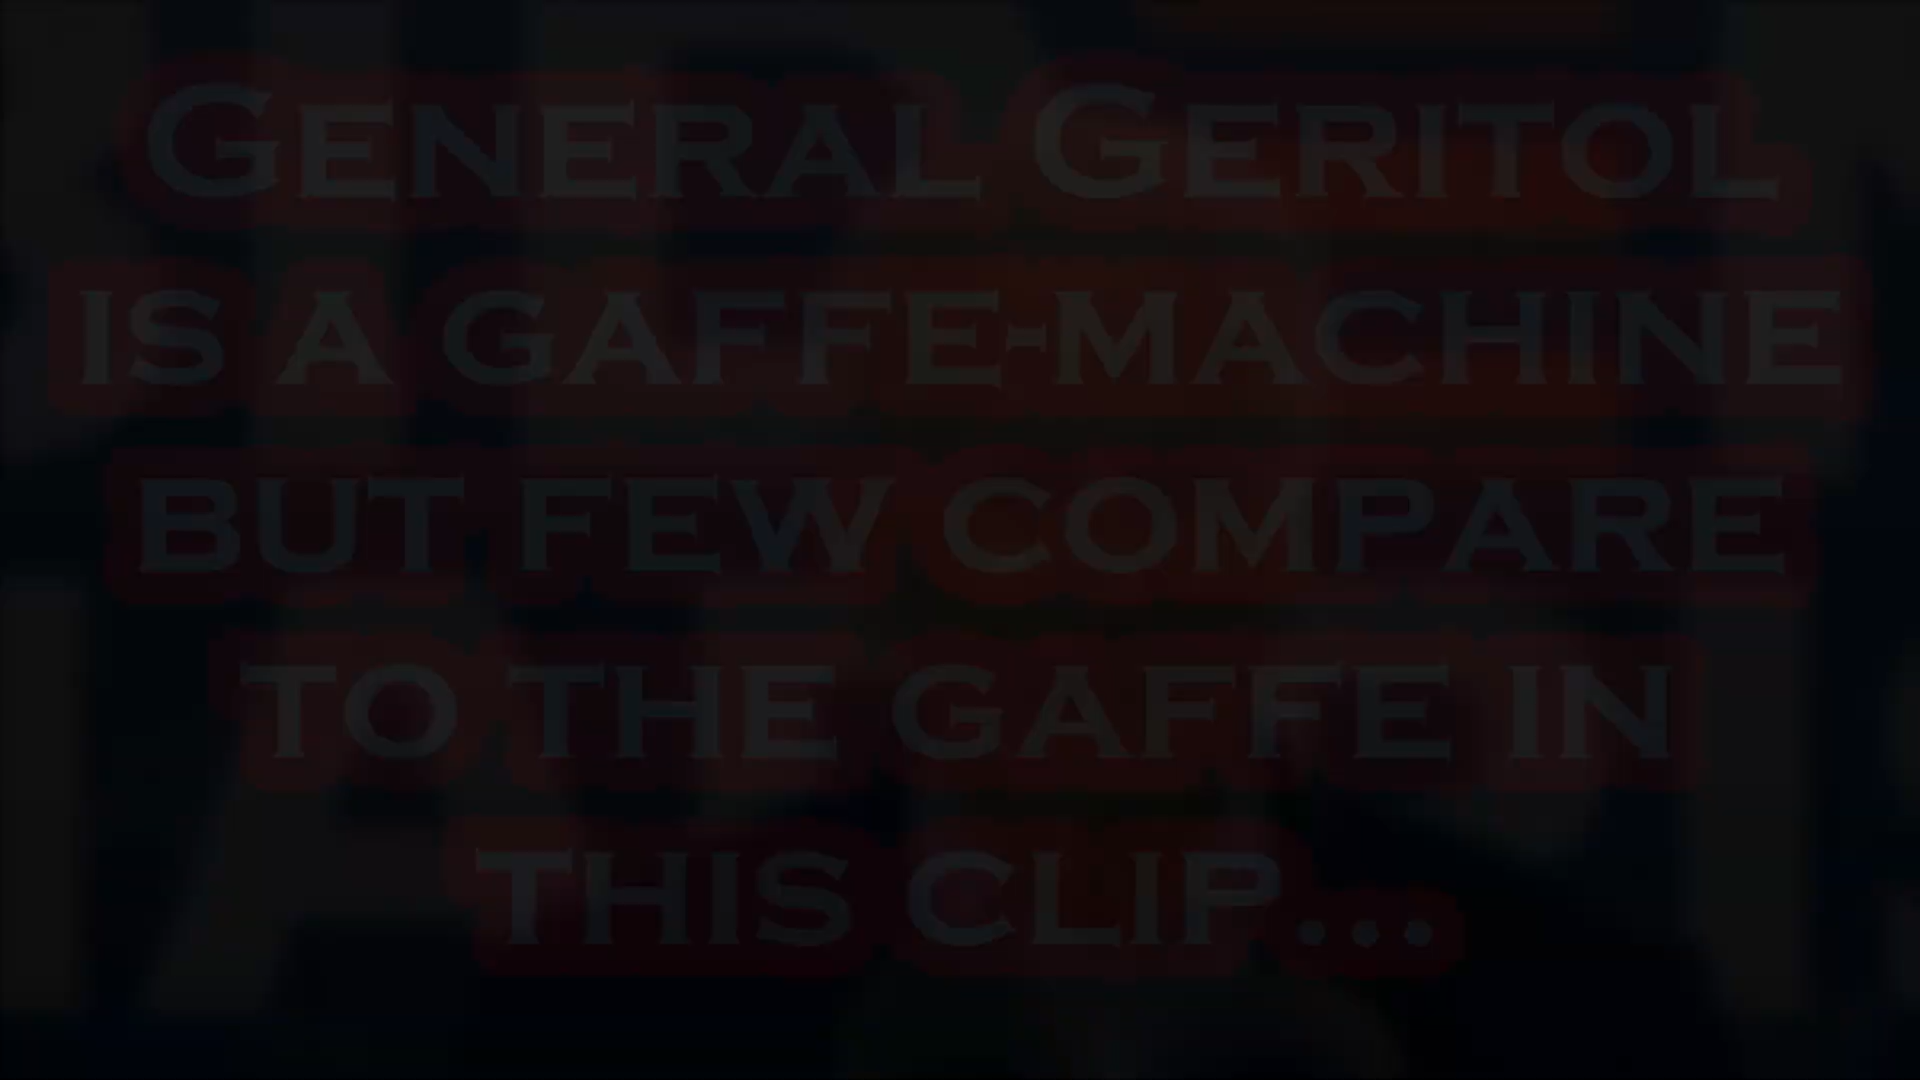 General Geritol
is a gaffe-machine
but few compare
to the gaffe in
this clip...